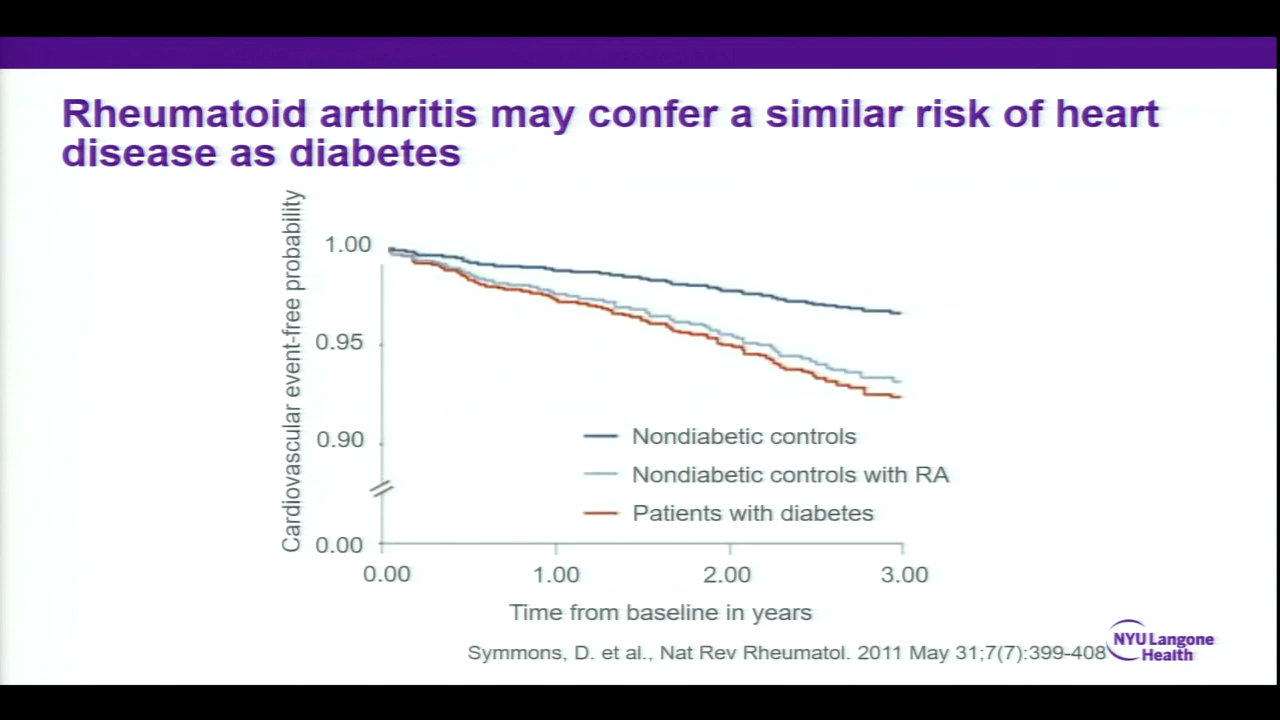 Rheumatoid arthritis may confer a similar risk of heart
disease as diabetes
Cardiovascular event-free probability
1.00
0.95
0.90
0.00
0.00 1.00 2.00 3.00
Time from baseline in years
Nondiabetic controls
Nondiabetic controls with RA
Patients with diabetes
Symmons, D. et al., Nat Rev Rheumatol. 2011 May 31;7(7):399-408
NYU Langone
Health